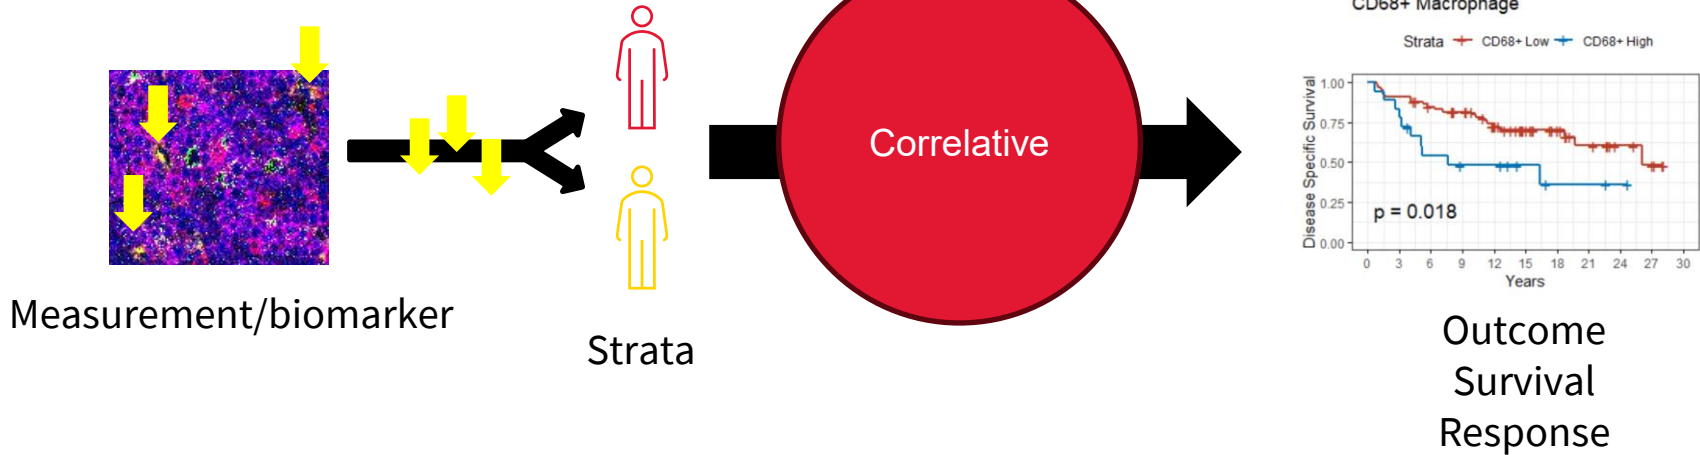 CD68+ Macrophage
Strata CD68+ Low CD68+ High
1.00
0.75
0.50
0.25
0.00
Disease Specific Survival
p = 0.018
0 3 6 9 12 15 18 21 24 27 30
Years
Correlative
Measurement/biomarker
Strata
Outcome
Survival
Response